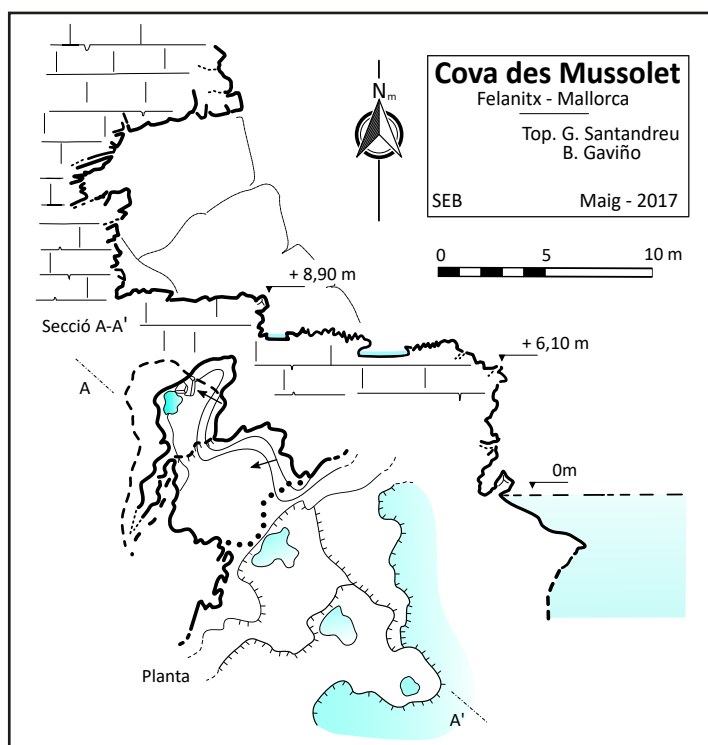 Cova des Mussolet
Felanitx - Mallorca
Top. G. Santandreu
B. Gaviño
SEB Maig - 2017
Nm
0 5 10 m
+ 8,90 m
Secció A-A'
+ 6,10 m
A
0m
Planta
A'